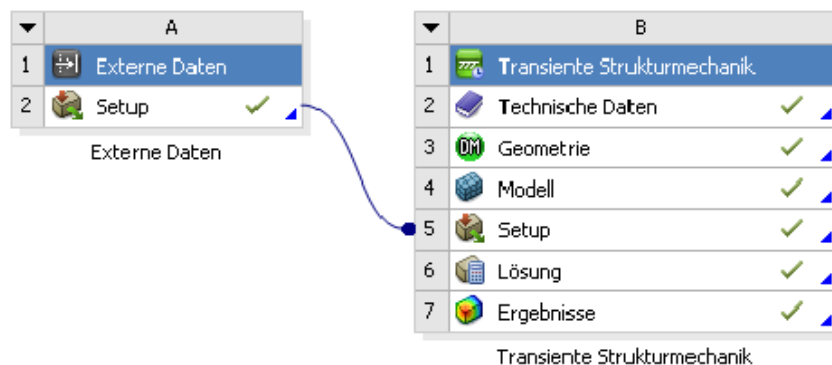 A
1 Externe Daten
2 Setup
Externe Daten
B
1 Transiente Strukturmechanik
2 Technische Daten
3 DM Geometrie
4 Modell
5 Setup
6 Lösung
7 Ergebnisse
Transiente Strukturmechanik